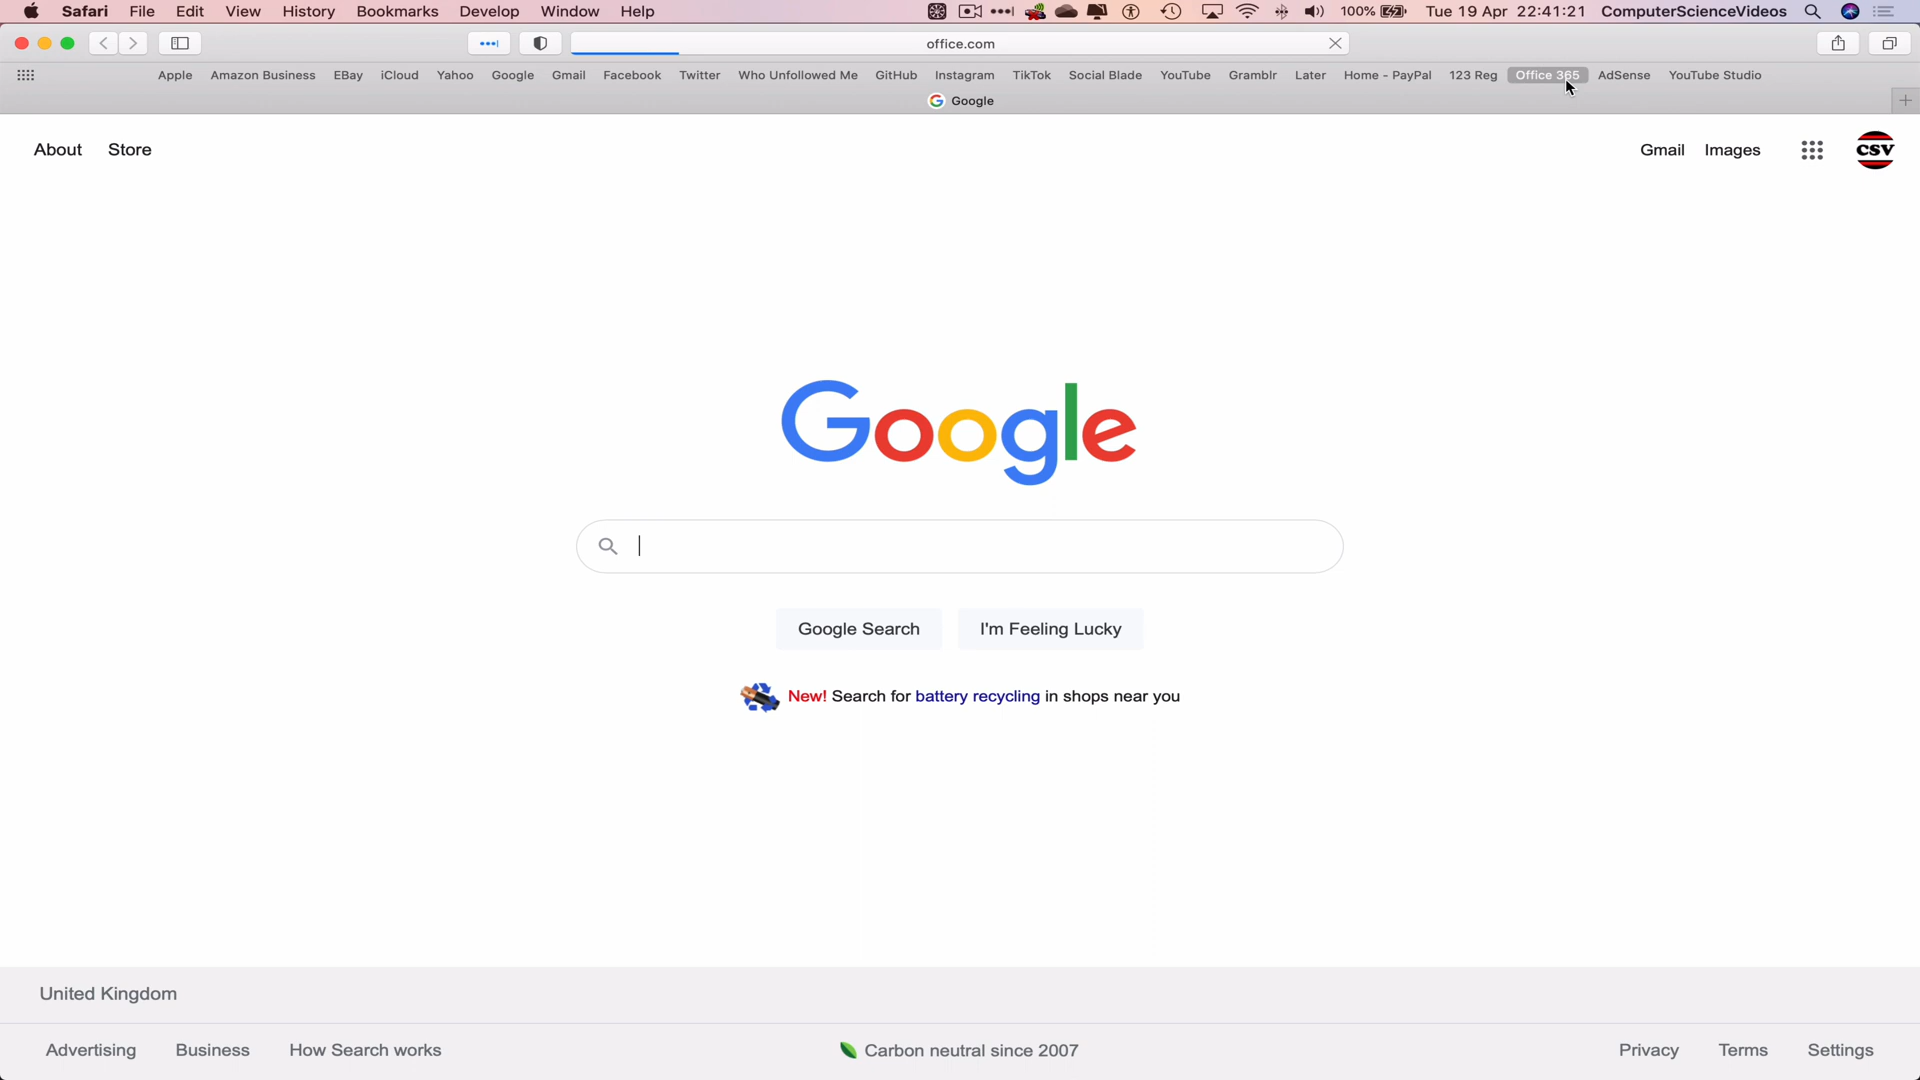 Safari File Edit View History Bookmarks Develop Window Help 100% Tue 19 Apr 22:41:21 ComputerScienceVideos
office.com
Apple Amazon Business EBay iCloud Yahoo Google Gmail Facebook Twitter Who Unfollowed Me GitHub Instagram TikTok Social Blade YouTube Gramblr Later Home - PayPal 123 Reg Office 365 AdSense YouTube Studio
Google
About Store Gmail Images CSV
Google
Google Search I'm Feeling Lucky
New! Search for battery recycling in shops near you
United Kingdom
Advertising Business How Search works Carbon neutral since 2007 Privacy Terms Settings